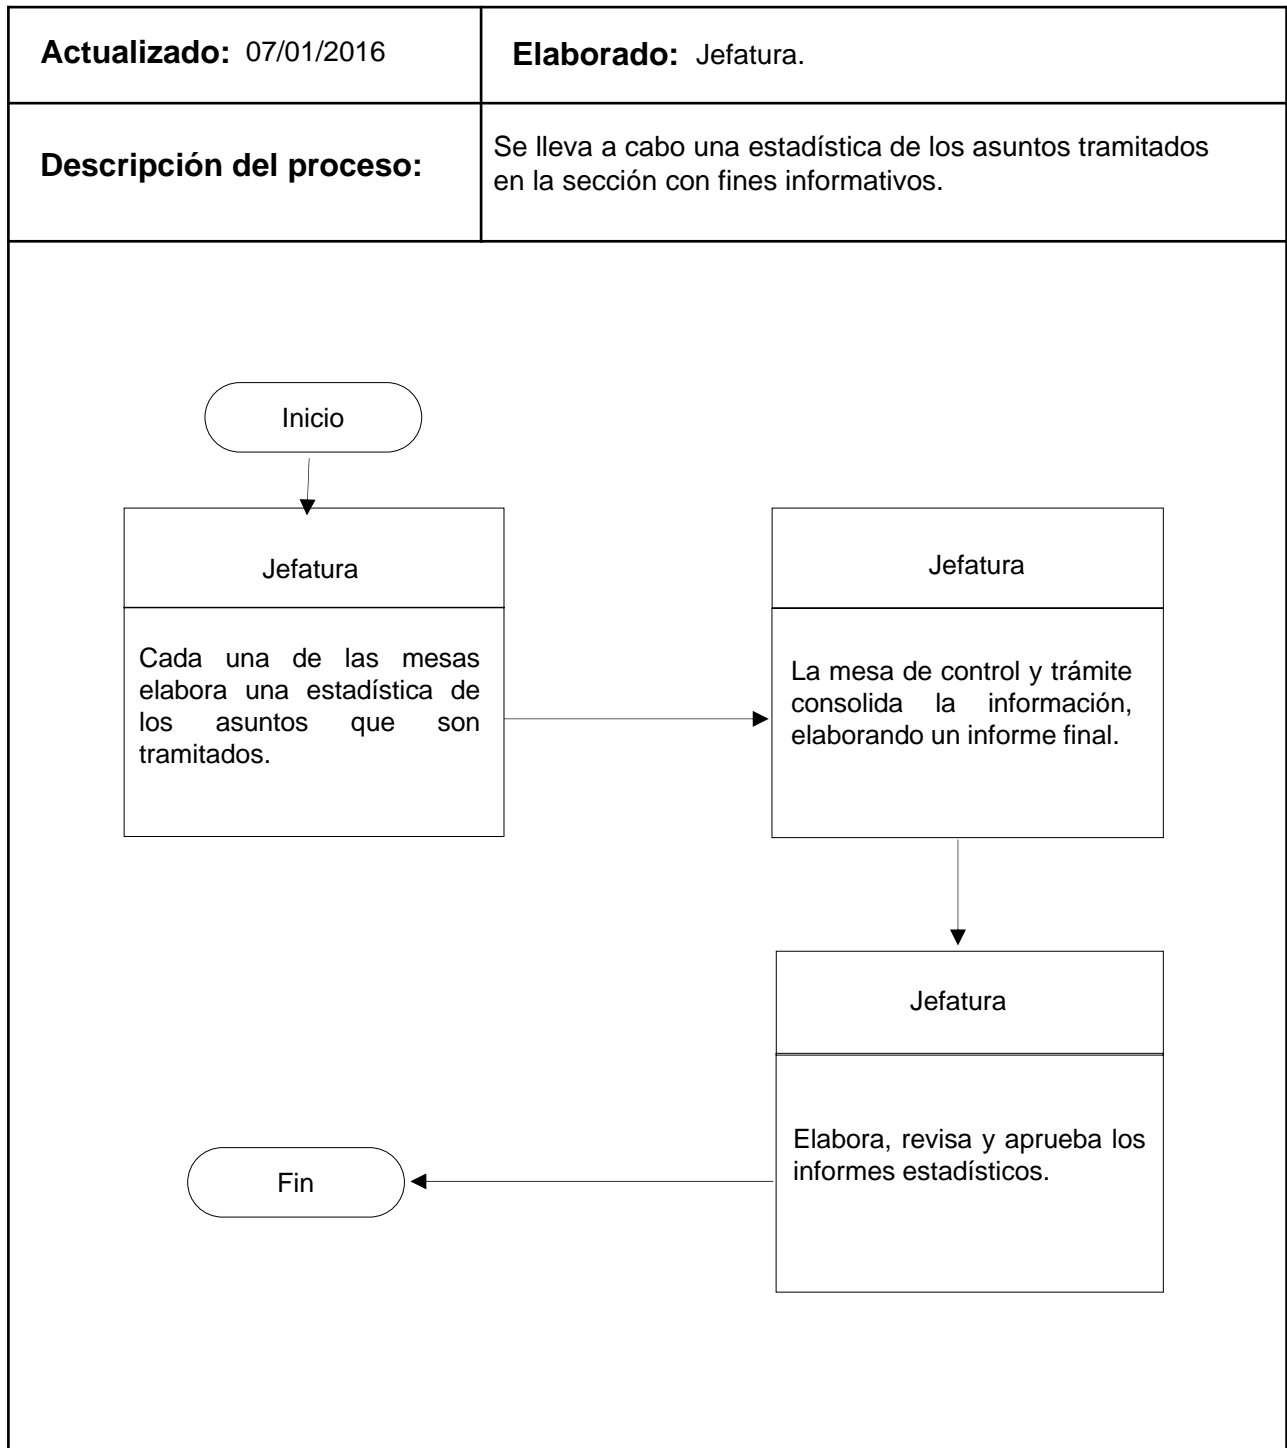 Actualizado: 07/01/2016
Elaborado: Jefatura.
Descripción del proceso:
Se lleva a cabo una estadística de los asuntos tramitados
en la sección con fines informativos.
Inicio
Jefatura
Cada una de las mesas
elabora una estadística de
los asuntos que son
tramitados.
Jefatura
La mesa de control y trámite
consolida la información,
elaborando un informe final.
Jefatura
Elabora, revisa y aprueba los
informes estadísticos.
Fin